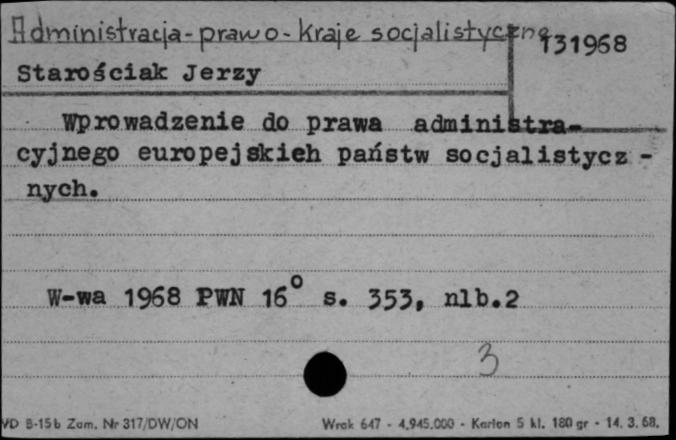 Administracja-prawo-kraje socjalistyczne
131968
Starościak Jerzy
Wprowadzenie do prawa administra-
cyjnego europejskich państw socjalistycz-
nych.
W-wa 1968 PWN 16° s. 353, nlb.2
3
VD B-15b Zam. Nr 317/DW/ON Wrak 647 - 4.945.000 - Karton 5 kl. 180 gr - 14. 3. 68.